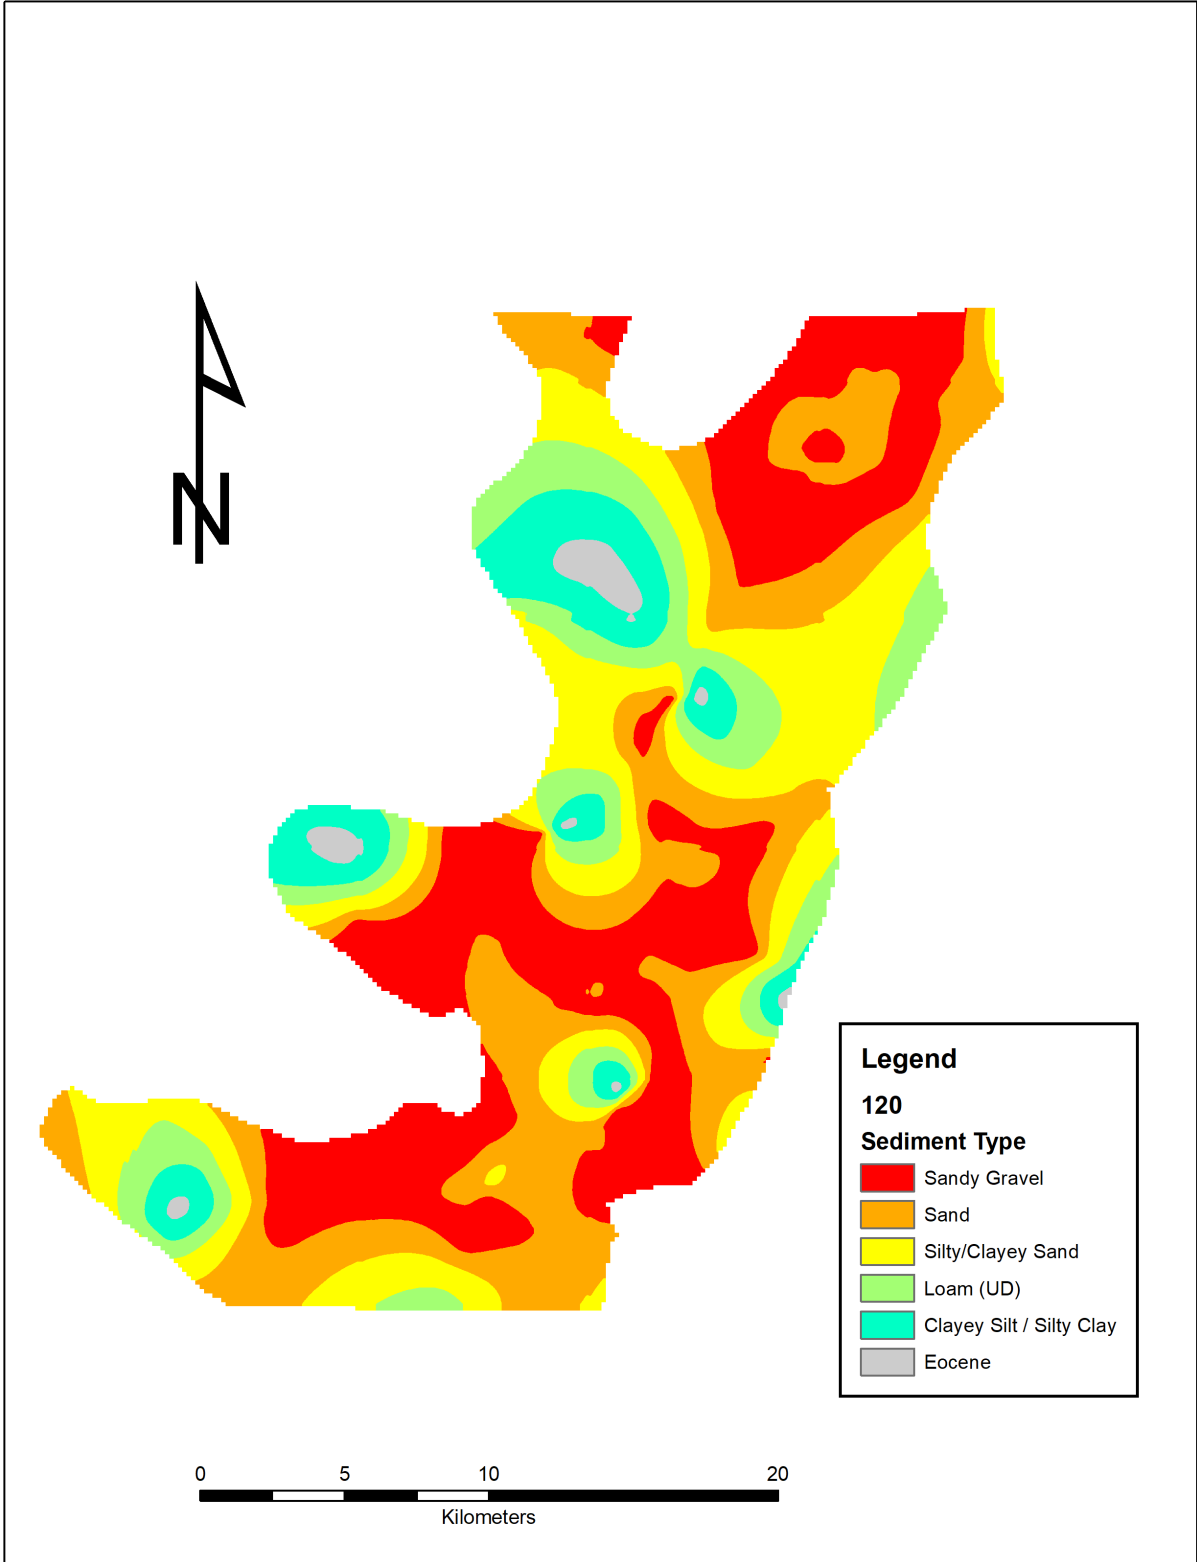 N
Legend
120
Sediment Type
Sandy Gravel
Sand
Silty/Clayey Sand
Loam (UD)
Clayey Silt / Silty Clay
Eocene
0 5 10 20
Kilometers